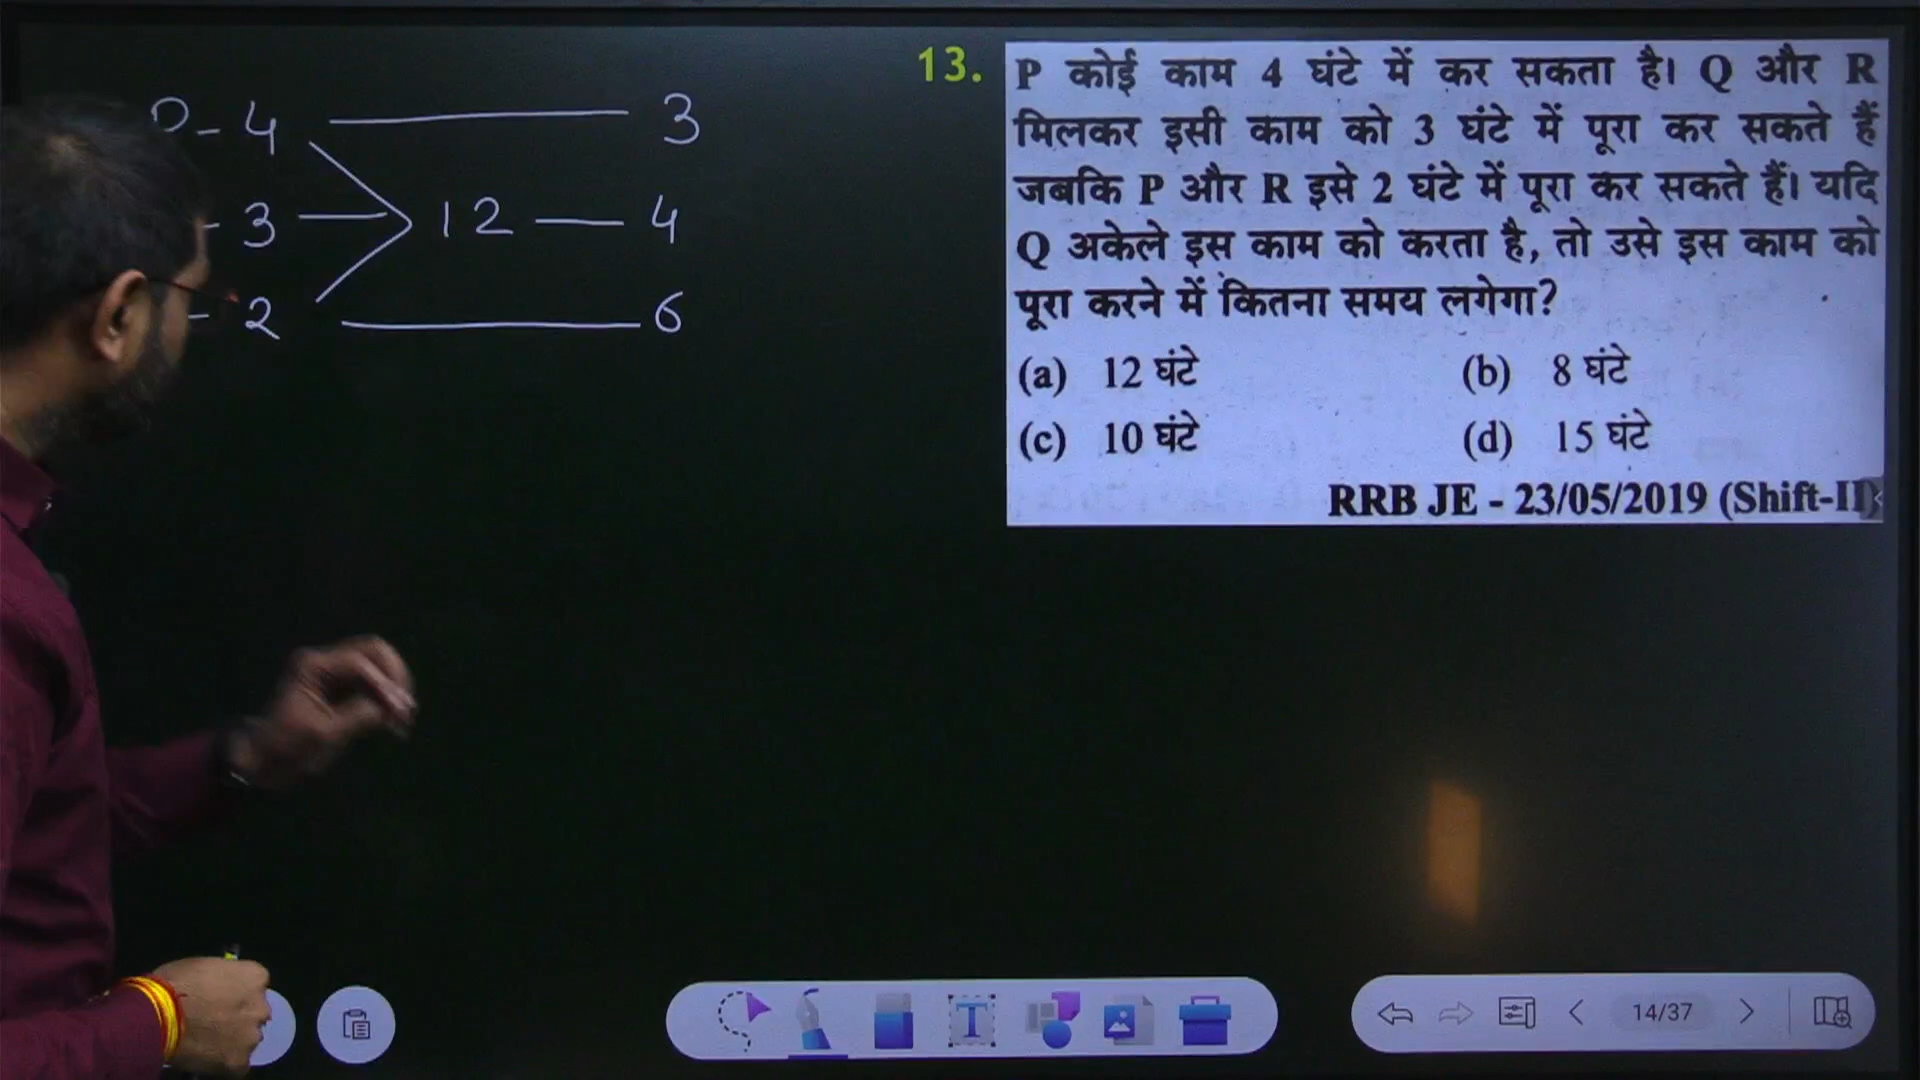 P - 4 3
- 3 12 4
- 2 6
13.
P कोई काम 4 घंटे में कर सकता है। Q और R
मिलकर इसी काम को 3 घंटे में पूरा कर सकते हैं
जबकि P और R इसे 2 घंटे में पूरा कर सकते हैं। यदि
Q अकेले इस काम को करता है, तो उसे इस काम को
पूरा करने में कितना समय लगेगा?
(a) 12 घंटे (b) 8 घंटे
(c) 10 घंटे (d) 15 घंटे
RRB JE - 23/05/2019 (Shift-II)
14/37